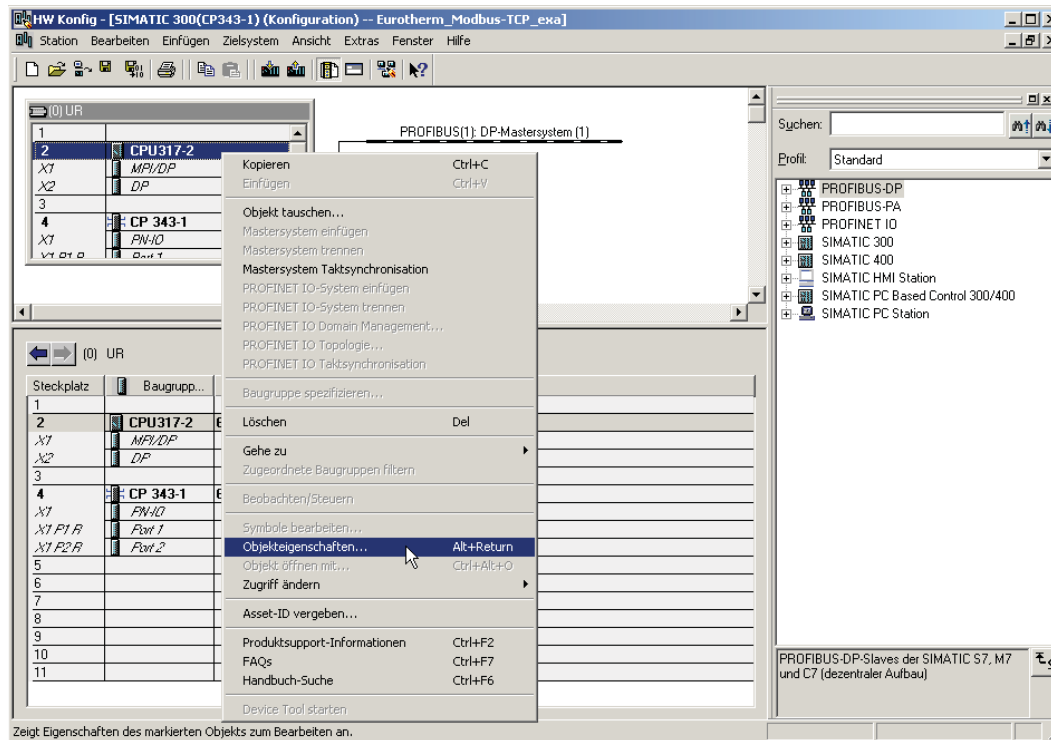 HW Konfig - [SIMATIC 300(CP343-1) (Konfiguration) -- Eurotherm_Modbus-TCP_exa]
Station Bearbeiten Einfügen Zielsystem Ansicht Extras Fenster Hilfe
(0) UR
1
2 CPU317-2
X1 MPI/DP
X2 DP
3
4 CP 343-1
X1 PN-IO
X1 P1 R Port 1
PROFIBUS(1): DP-Mastersystem (1)
Kopieren Ctrl+C
Einfügen Ctrl+V
Objekt tauschen...
Mastersystem einfügen
Mastersystem trennen
Mastersystem Taktsynchronisation
PROFINET IO-System einfügen
PROFINET IO-System trennen
PROFINET IO Domain Management...
PROFINET IO Topologie...
PROFINET IO Taktsynchronisation
Baugruppe spezifizieren...
Löschen Del
Gehe zu
Zugeordnete Baugruppen filtern
Beobachten/Steuern
Symbole bearbeiten...
Objekteigenschaften... Alt+Return
Objekt öffnen mit... Ctrl+Alt+O
Zugriff ändern
Asset-ID vergeben...
Produktsupport-Informationen Ctrl+F2
FAQs Ctrl+F7
Handbuch-Suche Ctrl+F6
Device Tool starten
(0) UR
Steckplatz Baugrupp...
1
2 CPU317-2 6
X1 MPI/DP
X2 DP
3
4 CP 343-1 6
X1 PN-IO
X1 P1 R Port 1
X1 P2 R Port 2
5
6
7
8
9
10
11
Suchen:
Profil: Standard
PROFIBUS-DP
PROFIBUS-PA
PROFINET IO
SIMATIC 300
SIMATIC 400
SIMATIC HMI Station
SIMATIC PC Based Control 300/400
SIMATIC PC Station
PROFIBUS-DP-Slaves der SIMATIC S7, M7
und C7 (dezentraler Aufbau)
Zeigt Eigenschaften des markierten Objekts zum Bearbeiten an.